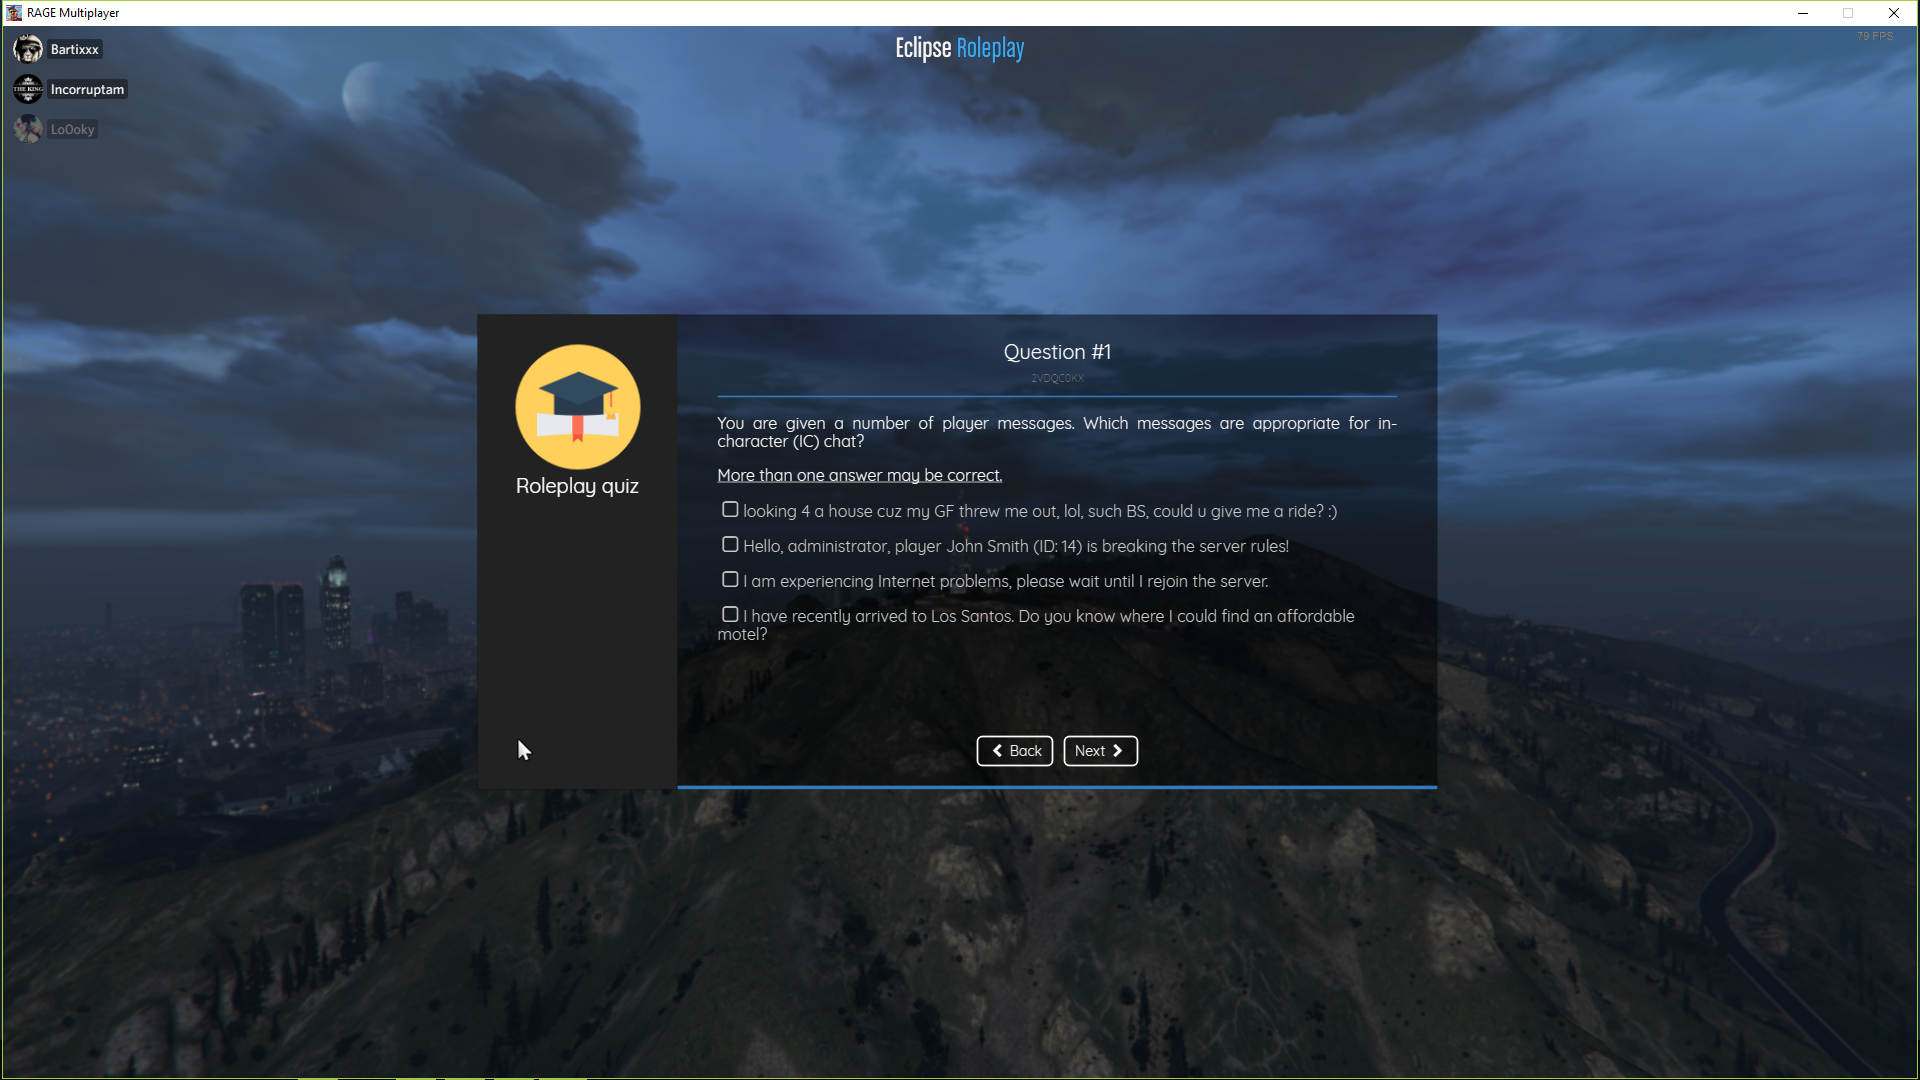 RAGE Multiplayer
79 FPS
Bartixxx
Eclipse Roleplay
THE KING
Incorruptam
LoOoky
Question #1
2VDQC0KX
You are given a number of player messages. Which messages are appropriate for in-
character (IC) chat?
More than one answer may be correct.
Roleplay quiz
looking 4 a house cuz my GF threw me out, lol, such BS, could u give me a ride? :)
Hello, administrator, player John Smith (ID: 14) is breaking the server rules!
I am experiencing Internet problems, please wait until I rejoin the server.
I have recently arrived to Los Santos. Do you know where I could find an affordable
motel?
Back Next